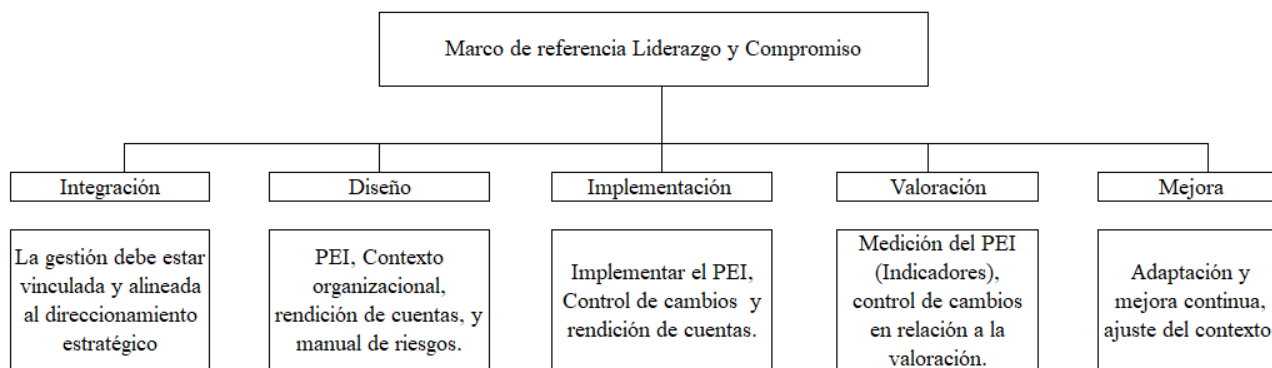 Marco de referencia Liderazgo y Compromiso
Integración
Diseño
Implementación
Valoración
Mejora
La gestión debe estar
vinculada y alineada
al direccionamiento
estratégico
PEI, Contexto
organizacional,
rendición de cuentas, y
manual de riesgos.
Implementar el PEI,
Control de cambios y
rendición de cuentas.
Medición del PEI
(Indicadores),
control de cambios
en relación a la
valoración.
Adaptación y
mejora continua,
ajuste del contexto